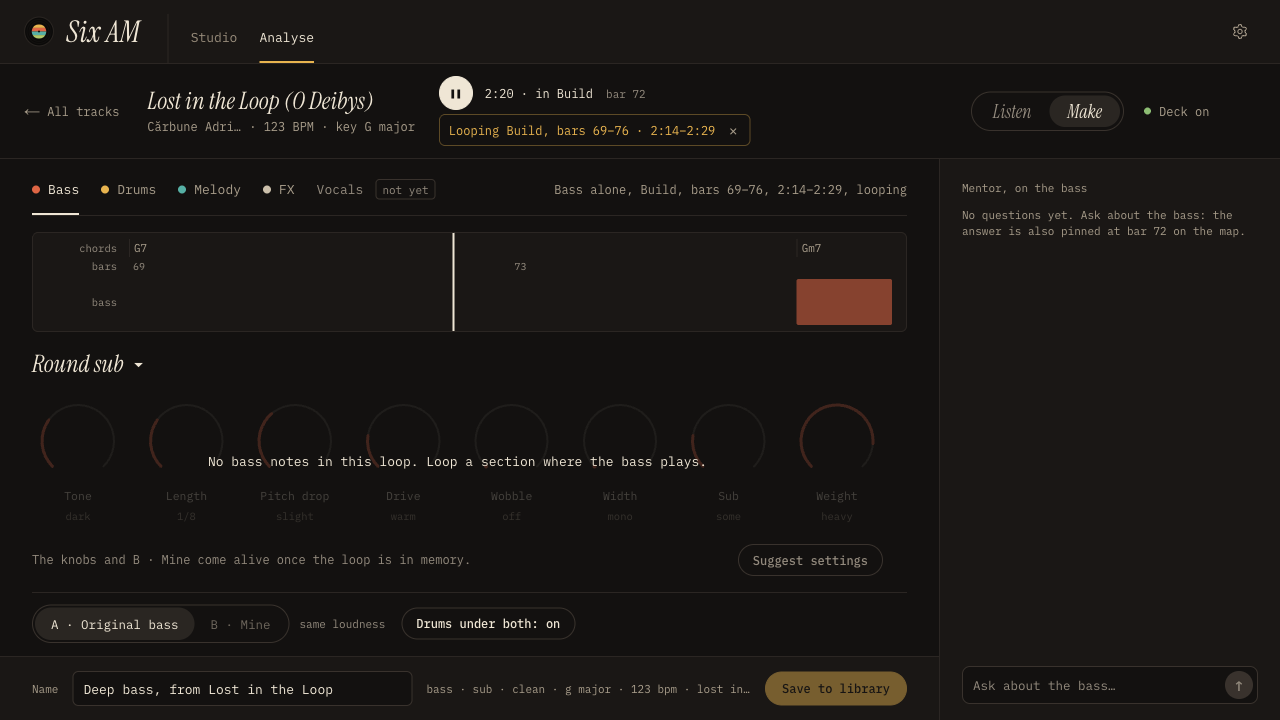 Six AM
Studio Analyse
← All tracks
Lost in the Loop (O Deibys)
Cărbune Adri… · 123 BPM · key G major
2:20 · in Build bar 72
Looping Build, bars 69–76 · 2:14–2:29 ×
Listen Make
Deck on
Bass Drums Melody FX Vocals not yet
Bass alone, Build, bars 69–76, 2:14–2:29, looping
chords G7 Gm7
bars 69 73
bass
Round sub
No bass notes in this loop. Loop a section where the bass plays.
Tone Length Pitch drop Drive Wobble Width Sub Weight
dark 1/8 slight warm off mono some heavy
The knobs and B · Mine come alive once the loop is in memory.
Suggest settings
A · Original bass B · Mine same loudness Drums under both: on
Name Deep bass, from Lost in the Loop bass · sub · clean · g major · 123 bpm · lost in… Save to library
Mentor, on the bass
No questions yet. Ask about the bass: the
answer is also pinned at bar 72 on the map.
Ask about the bass… ↑